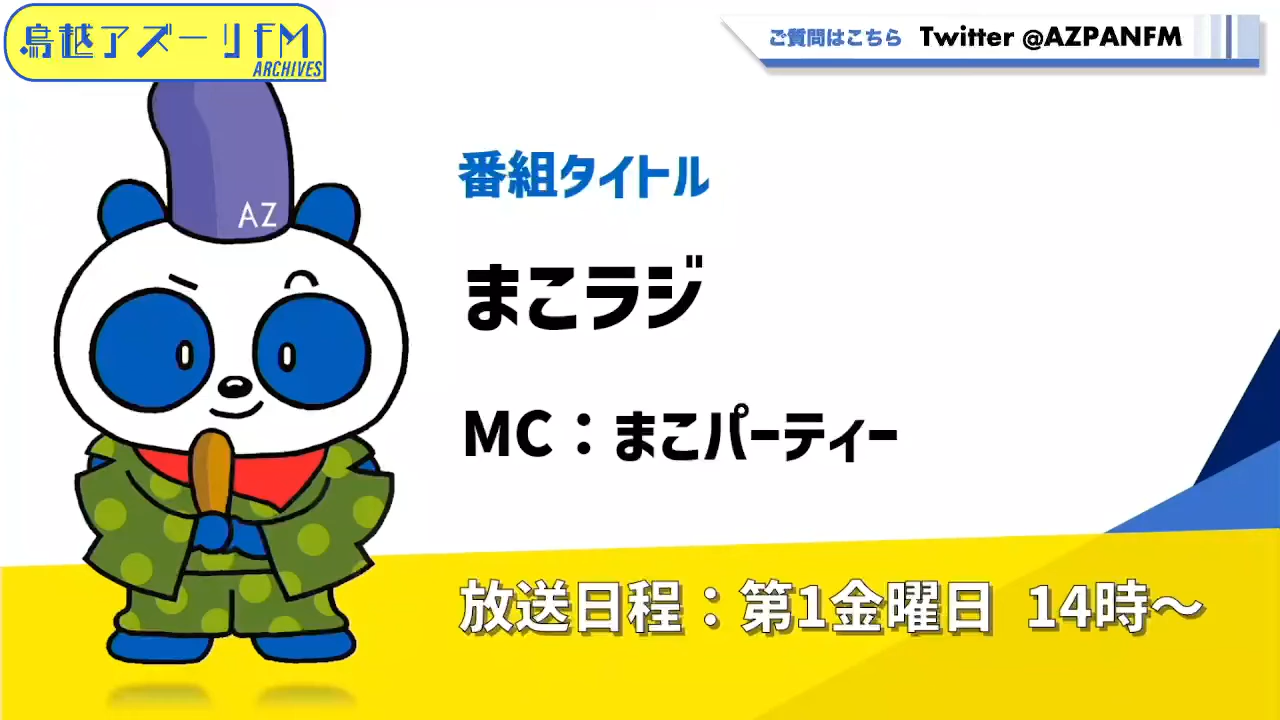 鳥越アズーリFM
ARCHIVES
ご質問はこちら Twitter @AZPANFM
AZ
番組タイトル
まこラジ
MC：まこパーティー
放送日程：第1金曜日 14時～